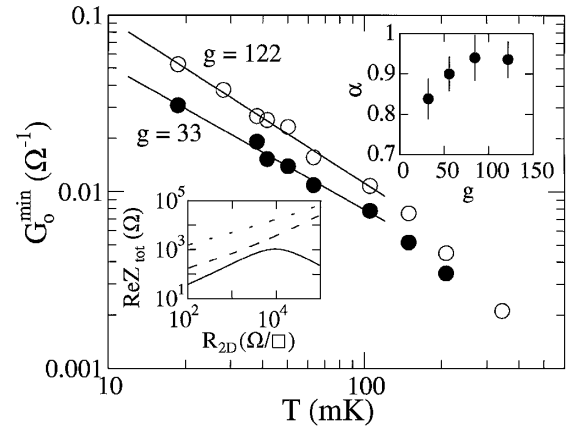 0.1
g = 122
g = 33
0.01
0.001
G_o^min (Ω⁻¹)
10
100
T (mK)
1
0.9
0.8
0.7
α
0
50
100
150
g
10⁵
10³
10¹
ReZ_tot (Ω)
10²
10⁴
R_2D (Ω/□)